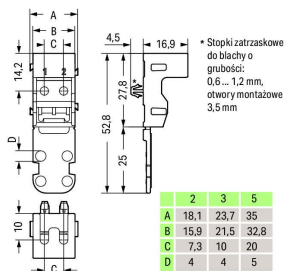 A
B
C
1 2
14,2
D
10
C
4,5
16,9
*
27,8
52,8
25
* Stopki zatrzaskowe
do blachy o
grubości:
0,6 ... 1,2 mm,
otwory montażowe
3,5 mm
2 3 5
A 18,1 23,7 35
B 15,9 21,5 32,8
C 7,3 10 20
D 4 4 5